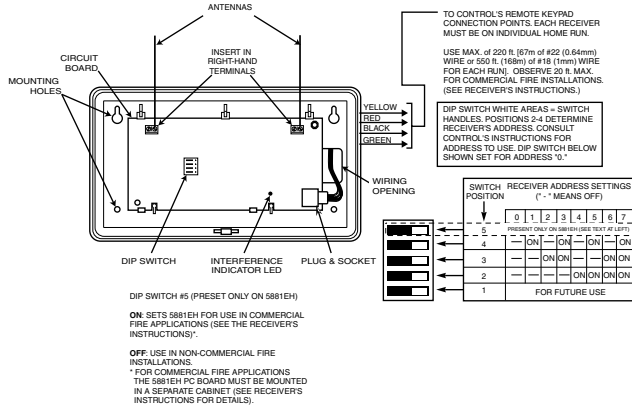 ANTENNAS
CIRCUIT
BOARD
MOUNTING
HOLES
INSERT IN
RIGHT-HAND
TERMINALS
YELLOW
RED
BLACK
GREEN
WIRING
OPENING
DIP SWITCH
INTERFERENCE
INDICATOR LED
PLUG & SOCKET
TO CONTROL'S REMOTE KEYPAD
CONNECTION POINTS. EACH RECEIVER
MUST BE ON INDIVIDUAL HOME RUN.
USE MAX. of 220 ft. [67m of #22 (0.64mm)
WIRE or 550 ft. (168m) of #18 (1mm) WIRE
FOR EACH RUN]. OBSERVE 20 ft. MAX.
FOR COMMERCIAL FIRE INSTALLATIONS.
(SEE RECEIVER'S INSTRUCTIONS.)
DIP SWITCH WHITE AREAS = SWITCH
HANDLES. POSITIONS 2-4 DETERMINE
RECEIVER'S ADDRESS. CONSULT
CONTROL'S INSTRUCTIONS FOR
ADDRESS TO USE. DIP SWITCH BELOW
SHOWN SET FOR ADDRESS "0."
SWITCH
POSITION
RECEIVER ADDRESS SETTINGS
(" - " MEANS OFF)
0 1 2 3 4 5 6 7
5 PRESENT ONLY ON 5881EH (SEE TEXT AT LEFT)
4 — ON — ON — ON — ON
3 — — ON ON — — ON ON
2 — — — — ON ON ON ON
1 FOR FUTURE USE
DIP SWITCH #5 (PRESET ONLY ON 5881EH)
ON: SETS 5881EH FOR USE IN COMMERCIAL
FIRE APPLICATIONS (SEE THE RECEIVER'S
INSTRUCTIONS)*.
OFF: USE IN NON-COMMERCIAL FIRE
INSTALLATIONS.
* FOR COMMERCIAL FIRE APPLICATIONS
THE 5881EH PC BOARD MUST BE MOUNTED
IN A SEPARATE CABINET (SEE RECEIVER'S
INSTRUCTIONS FOR DETAILS).